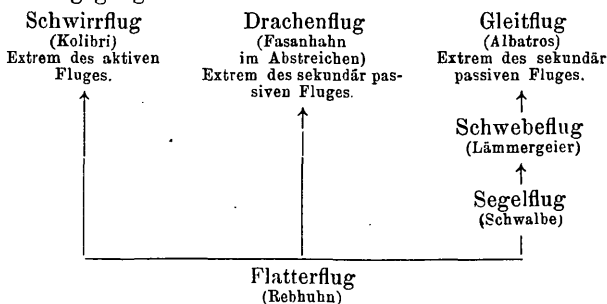 Schwirrflug
(Kolibri)
Extrem des aktiven
Fluges.
Drachenflug
(Fasanhahn
im Abstreichen)
Extrem des sekundär pas-
siven Fluges.
Gleitflug
(Albatros)
Extrem des sekundär
passiven Fluges.
Schwebeflug
(Lämmergeier)
Segelflug
(Schwalbe)
Flatterflug
(Rebhuhn)